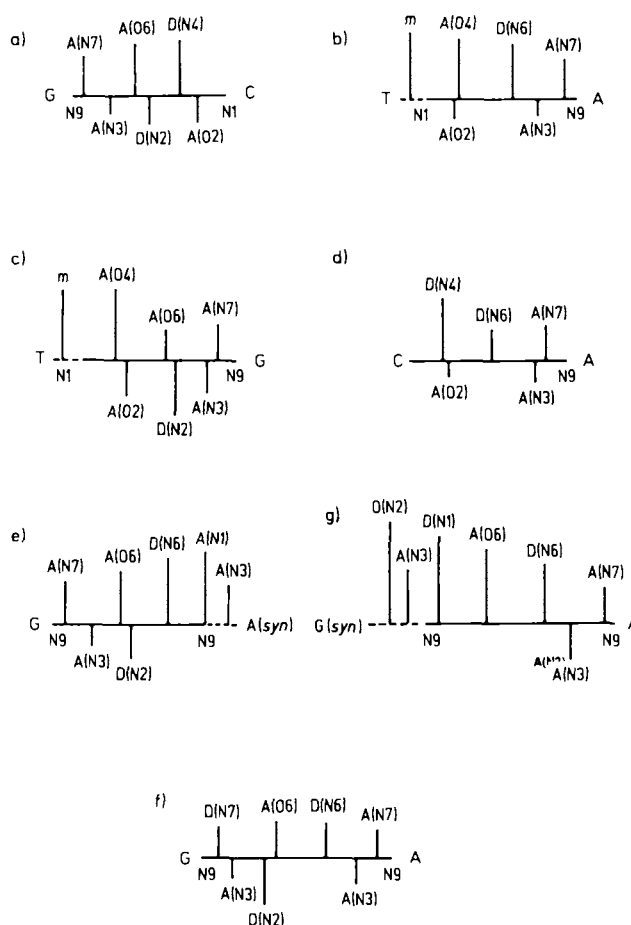 a)
A(N7) A(O6) D(N4)
G C
N9 N1
A(N3) D(N2) A(O2)
b)
m A(O4) D(N6) A(N7)
T A
N1 N9
A(O2) A(N3)
c)
m A(O4) A(O6) A(N7)
T G
N1 N9
A(O2) D(N2) A(N3)
d)
D(N4) D(N6) A(N7)
C A
N9
A(O2) A(N3)
e)
A(N7) A(O6) D(N6) A(N1) A(N3)
G A(syn)
N9 N9
A(N3) D(N2)
g)
D(N2) D(N1) A(O6) D(N6) A(N7)
A(N3)
G(syn)
N9 N9
A(N3)
f)
D(N7) A(O6) D(N6) A(N7)
G A
N9 N9
A(N3) D(N2) A(N3)